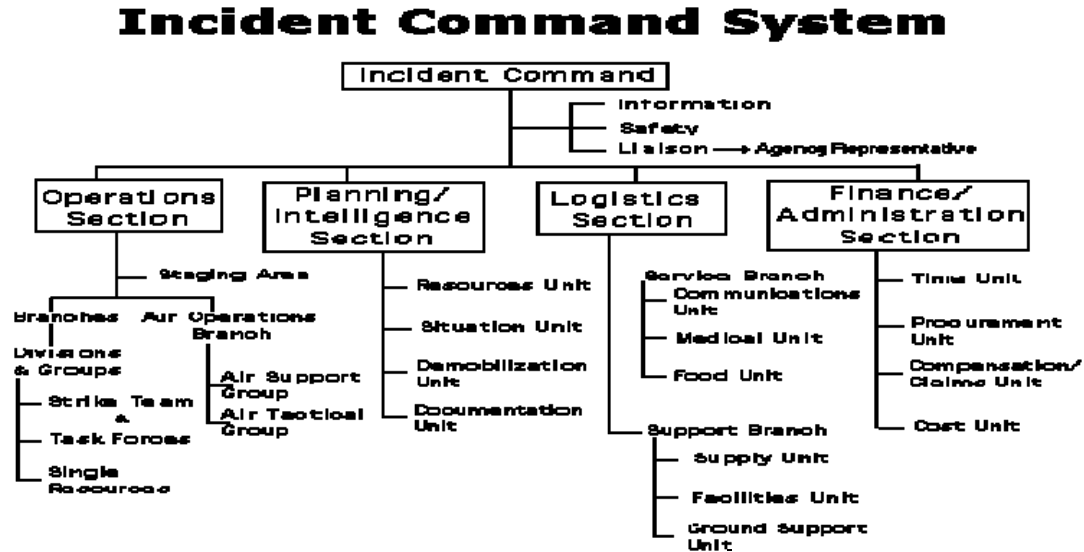 Incident Command System
Incident Command
Information
Safety
Liaison
Agency Representative
Operations
Section
Planning/
Intelligence
Section
Logistics
Section
Finance/
Administration
Section
Staging Area
Branches
Air Operations
Branch
Divisions
& Groups
Air Support
Group
Air Tactical
Group
Strike Team
&
Task Forces
Single
Resources
Resources Unit
Situation Unit
Demobilization
Unit
Documentation
Unit
Service Branch
Communications
Unit
Medical Unit
Food Unit
Support Branch
Supply Unit
Facilities Unit
Ground Support
Unit
Time Unit
Procurement
Unit
Compensation/
Claims Unit
Cost Unit